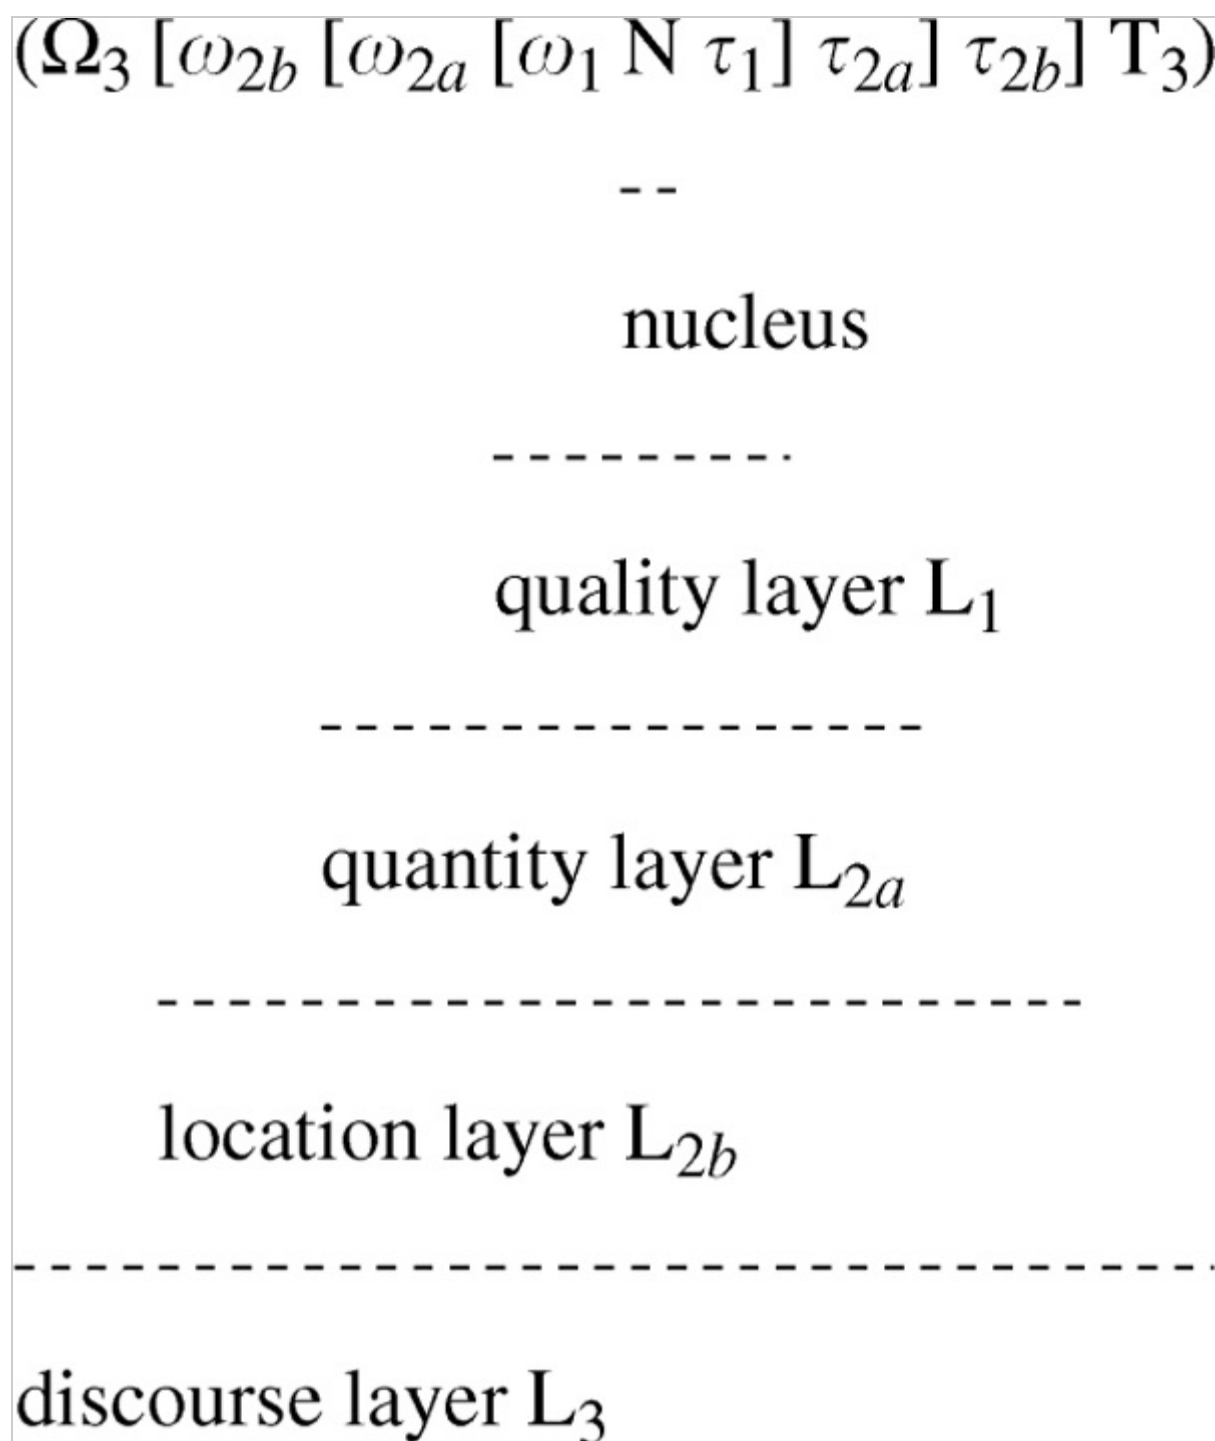 (Ω₃ [ω₂b [ω₂a [ω₁ N τ₁] τ₂a] τ₂b] T₃)
--
nucleus
---------
quality layer L₁
-----------------
quantity layer L₂a
--------------------------
location layer L₂b
----------------------------------
discourse layer L₃